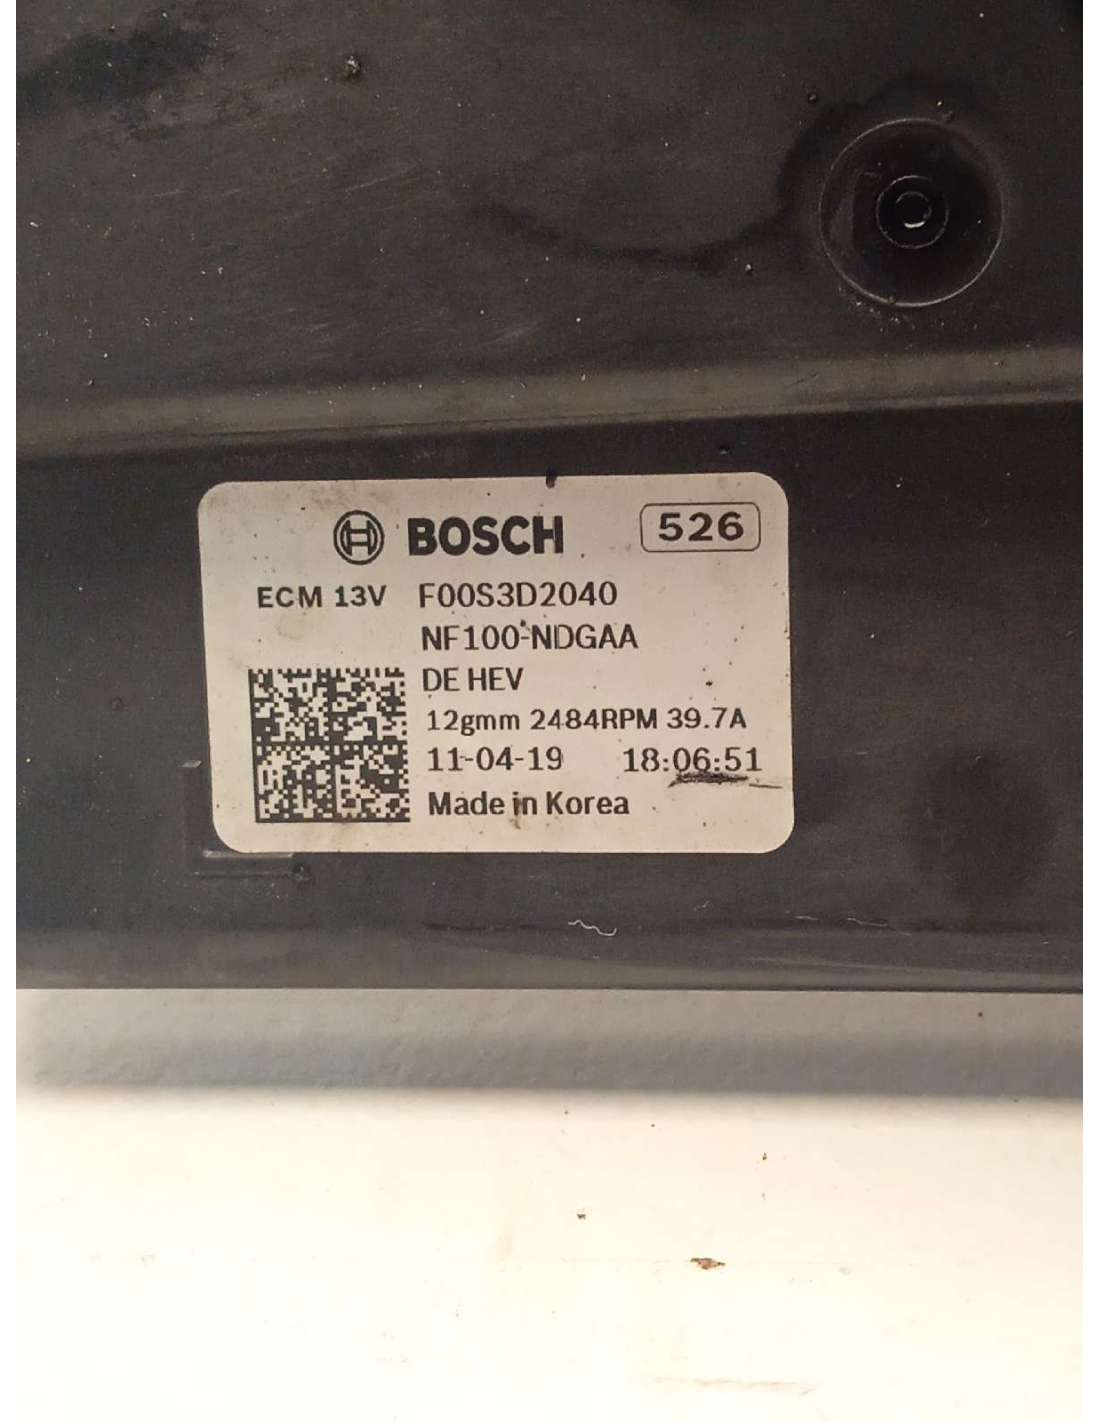 BOSCH 526
ECM 13V F00S3D2040
NF100-NDGAA
DE HEV
12gmm 2484RPM 39.7A
11-04-19 18:06:51
Made in Korea